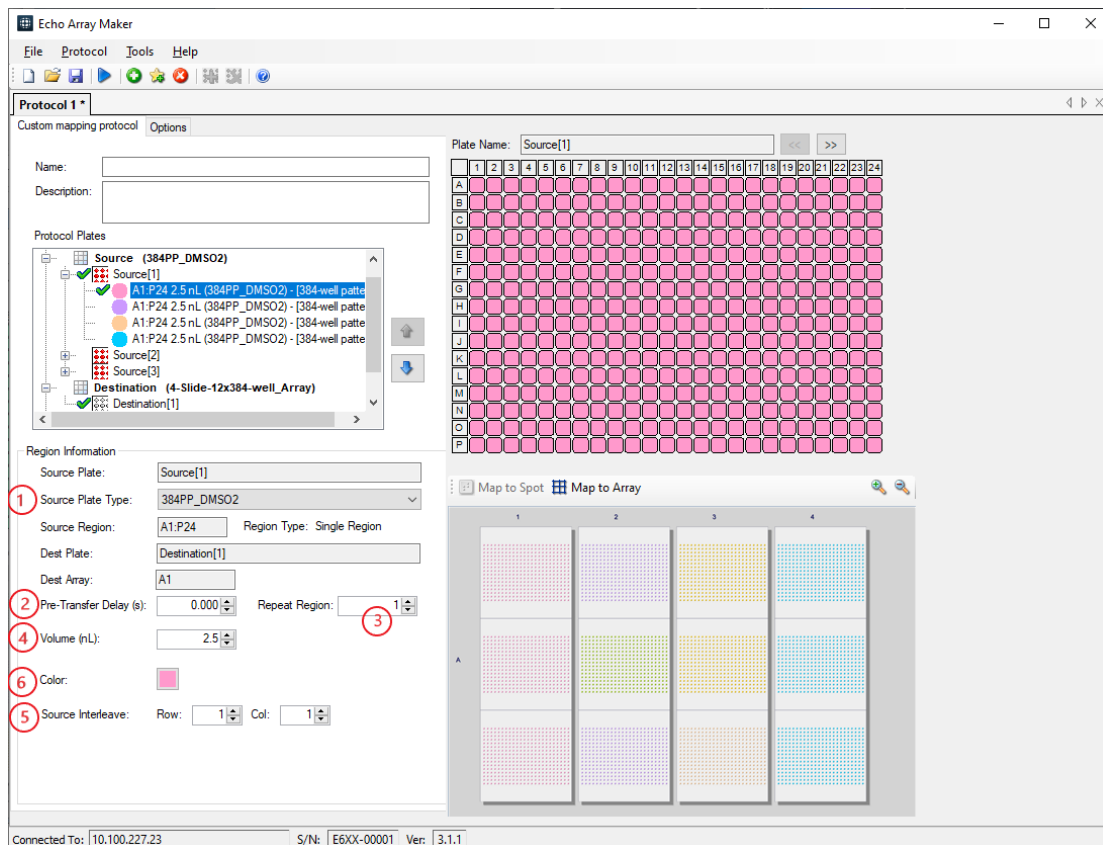 Echo Array Maker
File Protocol Tools Help
Protocol 1 *
Custom mapping protocol Options
Name:
Description:
Protocol Plates
Source (384PP_DMSO2)
Source[1]
A1:P24 2.5 nL (384PP_DMSO2) - [384-well patte
A1:P24 2.5 nL (384PP_DMSO2) - [384-well patte
A1:P24 2.5 nL (384PP_DMSO2) - [384-well patte
A1:P24 2.5 nL (384PP_DMSO2) - [384-well patte
Source[2]
Source[3]
Destination (4-Slide-12x384-well_Array)
Destination[1]
Region Information
Source Plate: Source[1]
1 Source Plate Type: 384PP_DMSO2
Source Region: A1:P24 Region Type: Single Region
Dest Plate: Destination[1]
Dest Array: A1
2 Pre-Transfer Delay (s): 0.000 Repeat Region: 1
3
4 Volume (nL): 2.5
6 Color:
5 Source Interleave: Row: 1 Col: 1
Plate Name: Source[1] << >>
1 2 3 4 5 6 7 8 9 10 11 12 13 14 15 16 17 18 19 20 21 22 23 24
A
B
C
D
E
F
G
H
I
J
K
L
M
N
O
P
Map to Spot Map to Array
1 2 3 4
A
Connected To: 10.100.227.23 S/N: E6XX-00001 Ver: 3.1.1